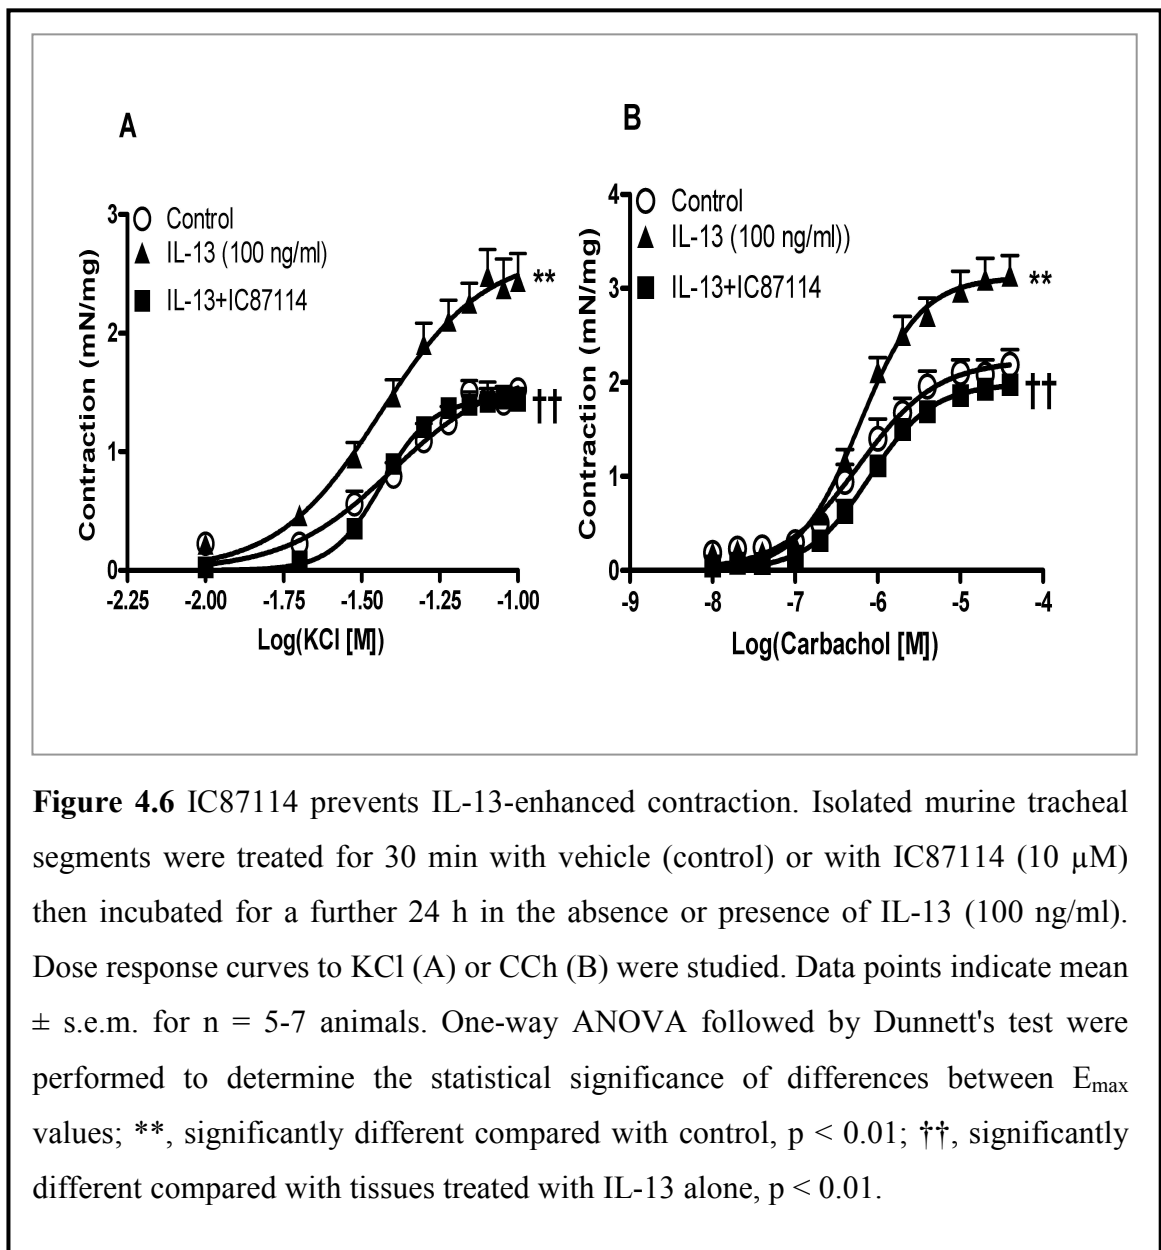 A
3
Control
IL-13 (100 ng/ml)
IL-13+IC87114
2
1
0
Contraction (mN/mg)
**
††
-2.25 -2.00 -1.75 -1.50 -1.25 -1.00
Log(KCl [M])
B
4
Control
IL-13 (100 ng/ml))
IL-13+IC87114
3
2
1
0
Contraction (mN/mg)
**
††
-9 -8 -7 -6 -5 -4
Log(Carbachol [M])
Figure 4.6 IC87114 prevents IL-13-enhanced contraction. Isolated murine tracheal
segments were treated for 30 min with vehicle (control) or with IC87114 (10 µM)
then incubated for a further 24 h in the absence or presence of IL-13 (100 ng/ml).
Dose response curves to KCl (A) or CCh (B) were studied. Data points indicate mean
± s.e.m. for n = 5-7 animals. One-way ANOVA followed by Dunnett's test were
performed to determine the statistical significance of differences between Emax
values; **, significantly different compared with control, p < 0.01; ††, significantly
different compared with tissues treated with IL-13 alone, p < 0.01.